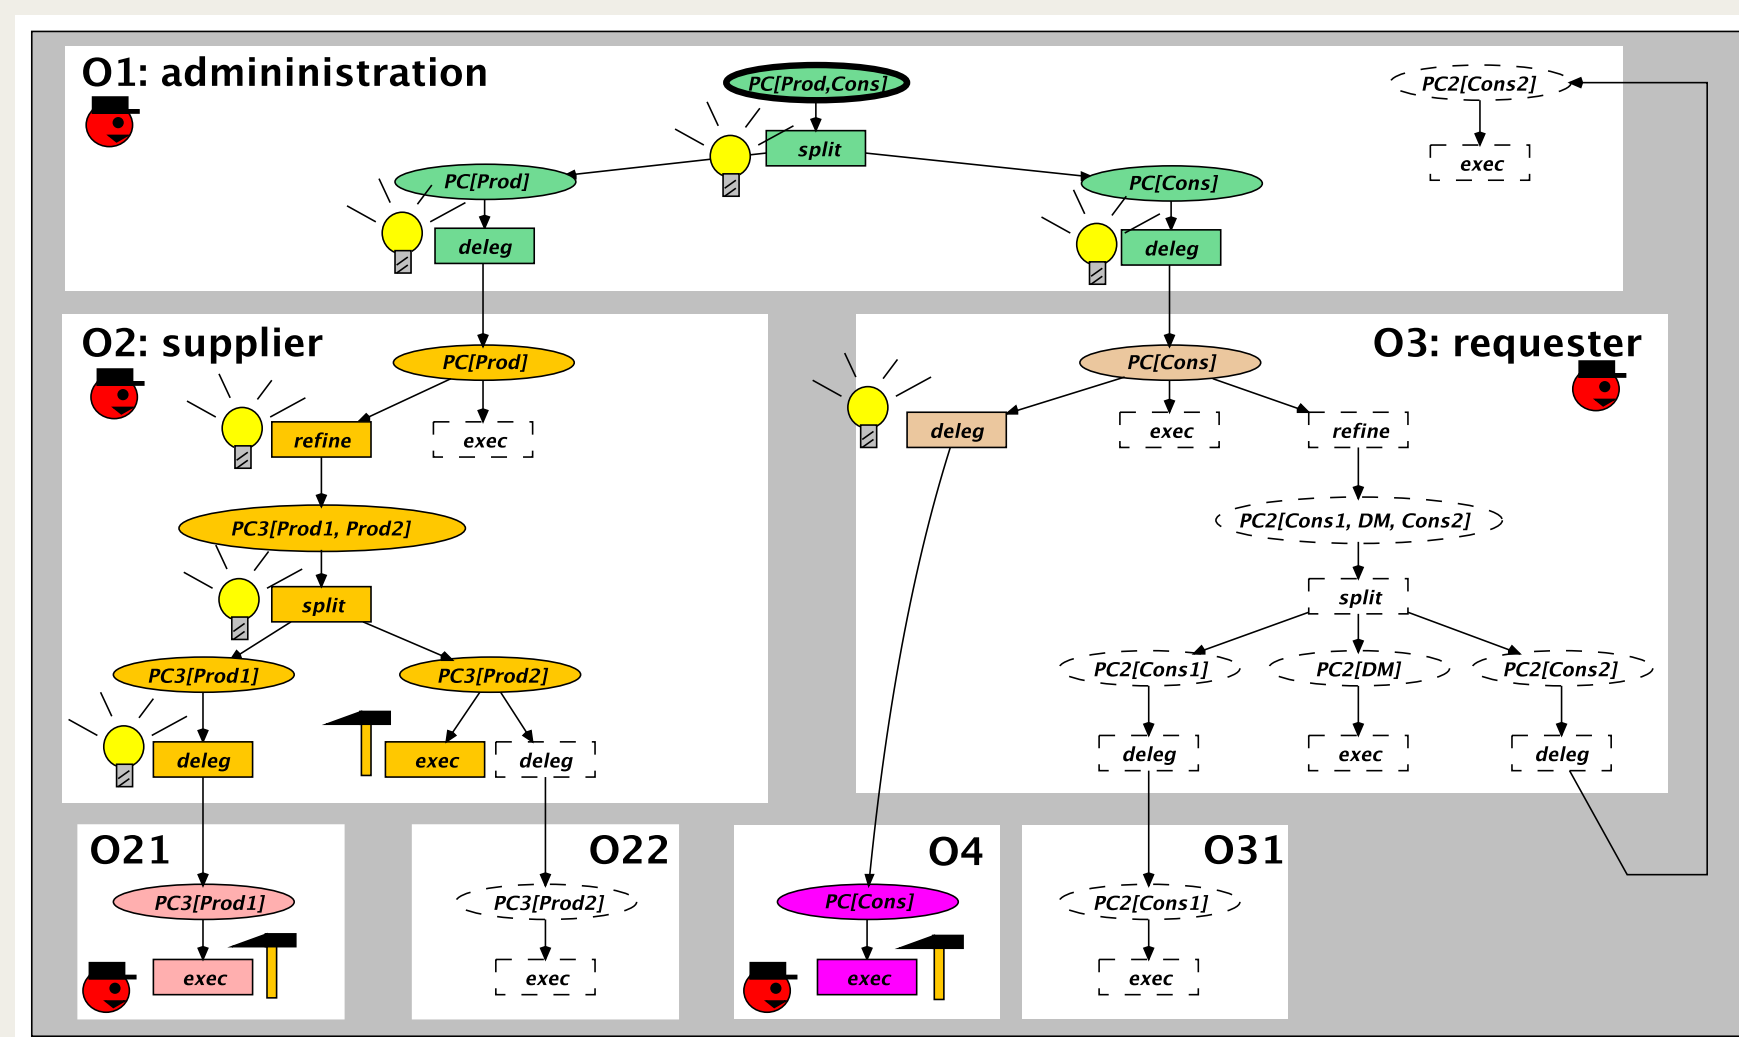 O1: admininistration
PC[Prod,Cons]
PC2[Cons2]
split
exec
PC[Prod]
PC[Cons]
deleg
deleg
O2: supplier
PC[Prod]
refine
exec
PC3[Prod1, Prod2]
split
PC3[Prod1]
PC3[Prod2]
deleg
exec
deleg
O3: requester
PC[Cons]
deleg
exec
refine
PC2[Cons1, DM, Cons2]
split
PC2[Cons1]
PC2[DM]
PC2[Cons2]
deleg
exec
deleg
O21
PC3[Prod1]
exec
O22
PC3[Prod2]
exec
O4
PC[Cons]
exec
O31
PC2[Cons1]
exec